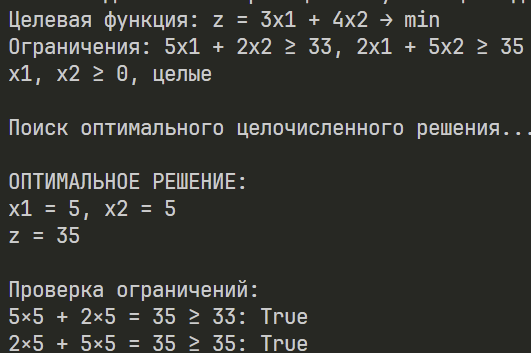 Целевая функция: z = 3x1 + 4x2 → min
Ограничения: 5x1 + 2x2 ≥ 33, 2x1 + 5x2 ≥ 35
x1, x2 ≥ 0, целые
Поиск оптимального целочисленного решения...
ОПТИМАЛЬНОЕ РЕШЕНИЕ:
x1 = 5, x2 = 5
z = 35
Проверка ограничений:
5×5 + 2×5 = 35 ≥ 33: True
2×5 + 5×5 = 35 ≥ 35: True